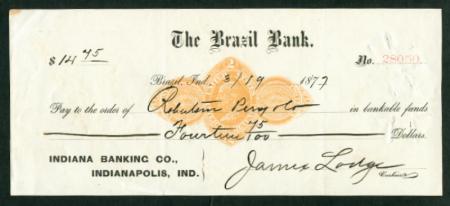 The Brazil Bank.
$14 75 No. 28050.
Brazil, Ind. 3/19 1877
Pay to the order of in bankable funds
Fourteen 75/100 Dollars.
INDIANA BANKING CO.,
INDIANAPOLIS, IND.
James Lodge
Cashier